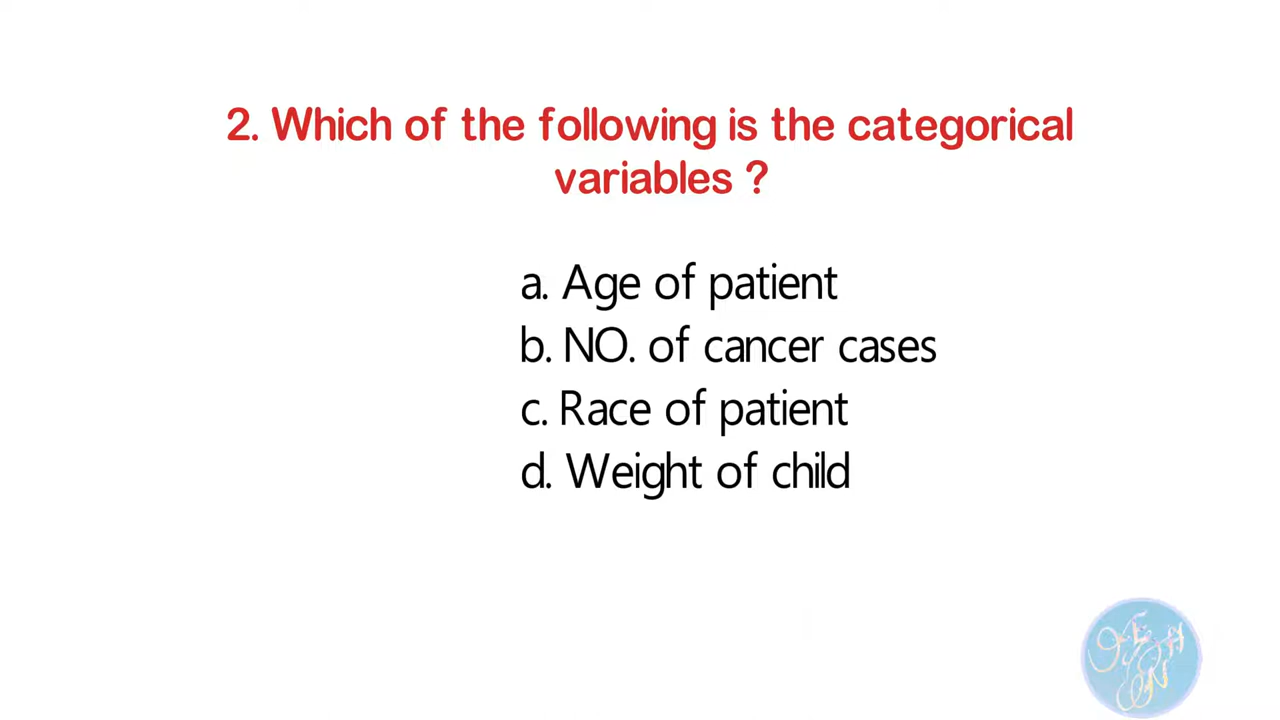 2. Which of the following is the categorical
variables ?
a. Age of patient
b. NO. of cancer cases
c. Race of patient
d. Weight of child